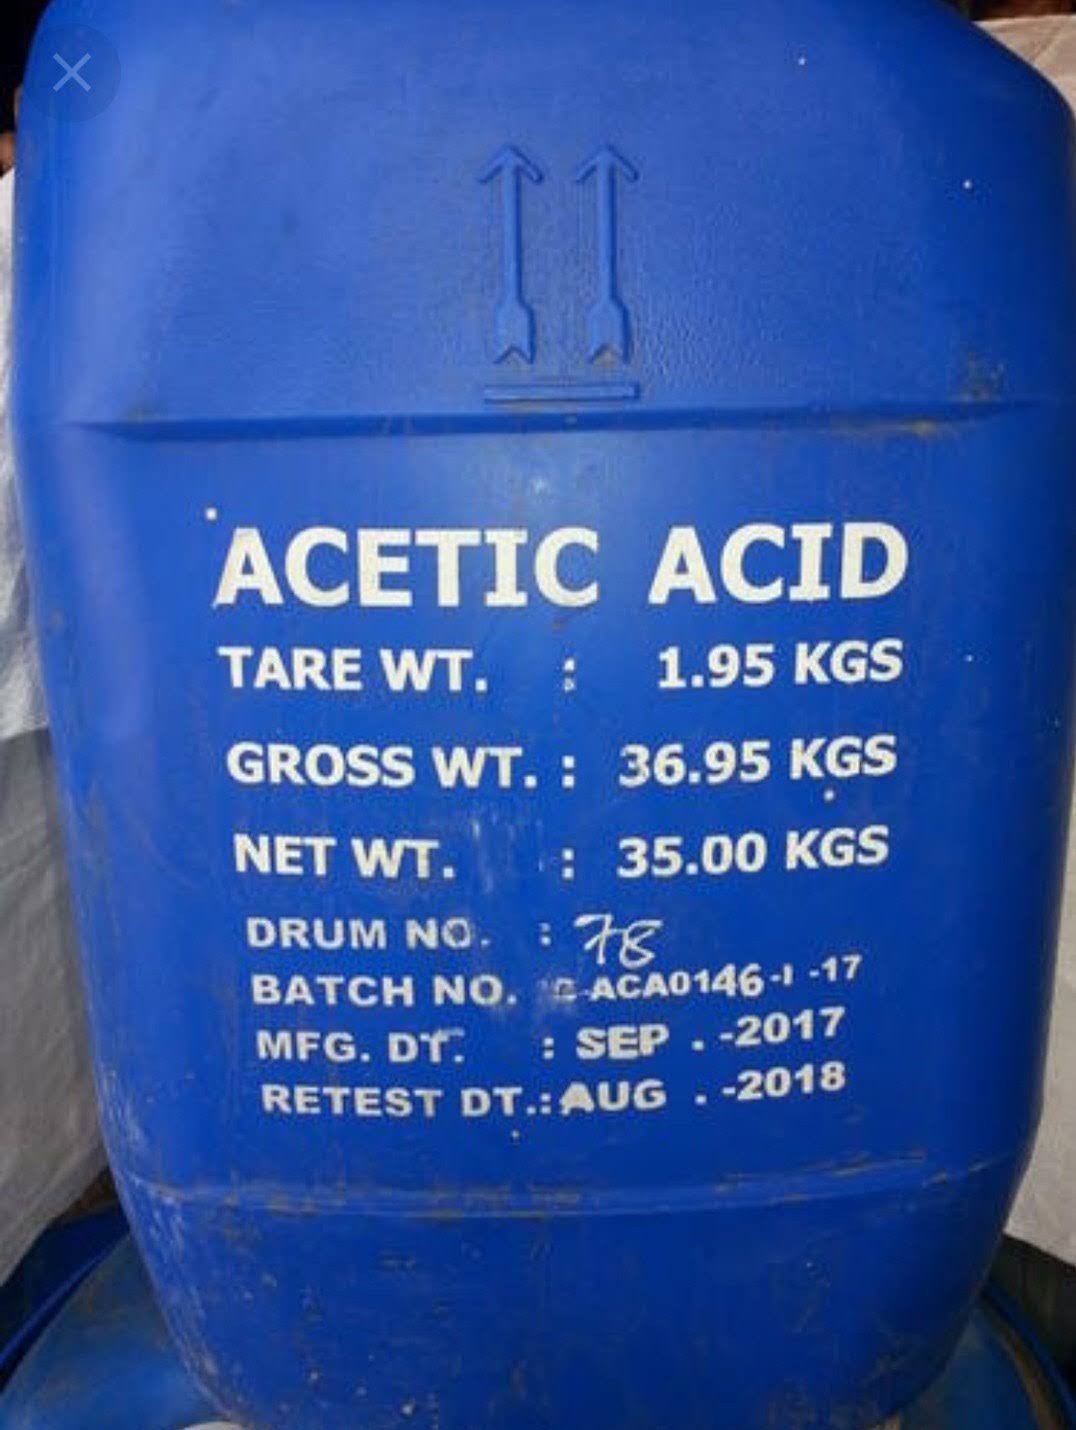 ACETIC ACID
TARE WT. : 1.95 KGS
GROSS WT. : 36.95 KGS
NET WT. : 35.00 KGS
DRUM NO. : 78
BATCH NO. ACA0146-I-17
MFG. DT. : SEP.-2017
RETEST DT.: AUG.-2018